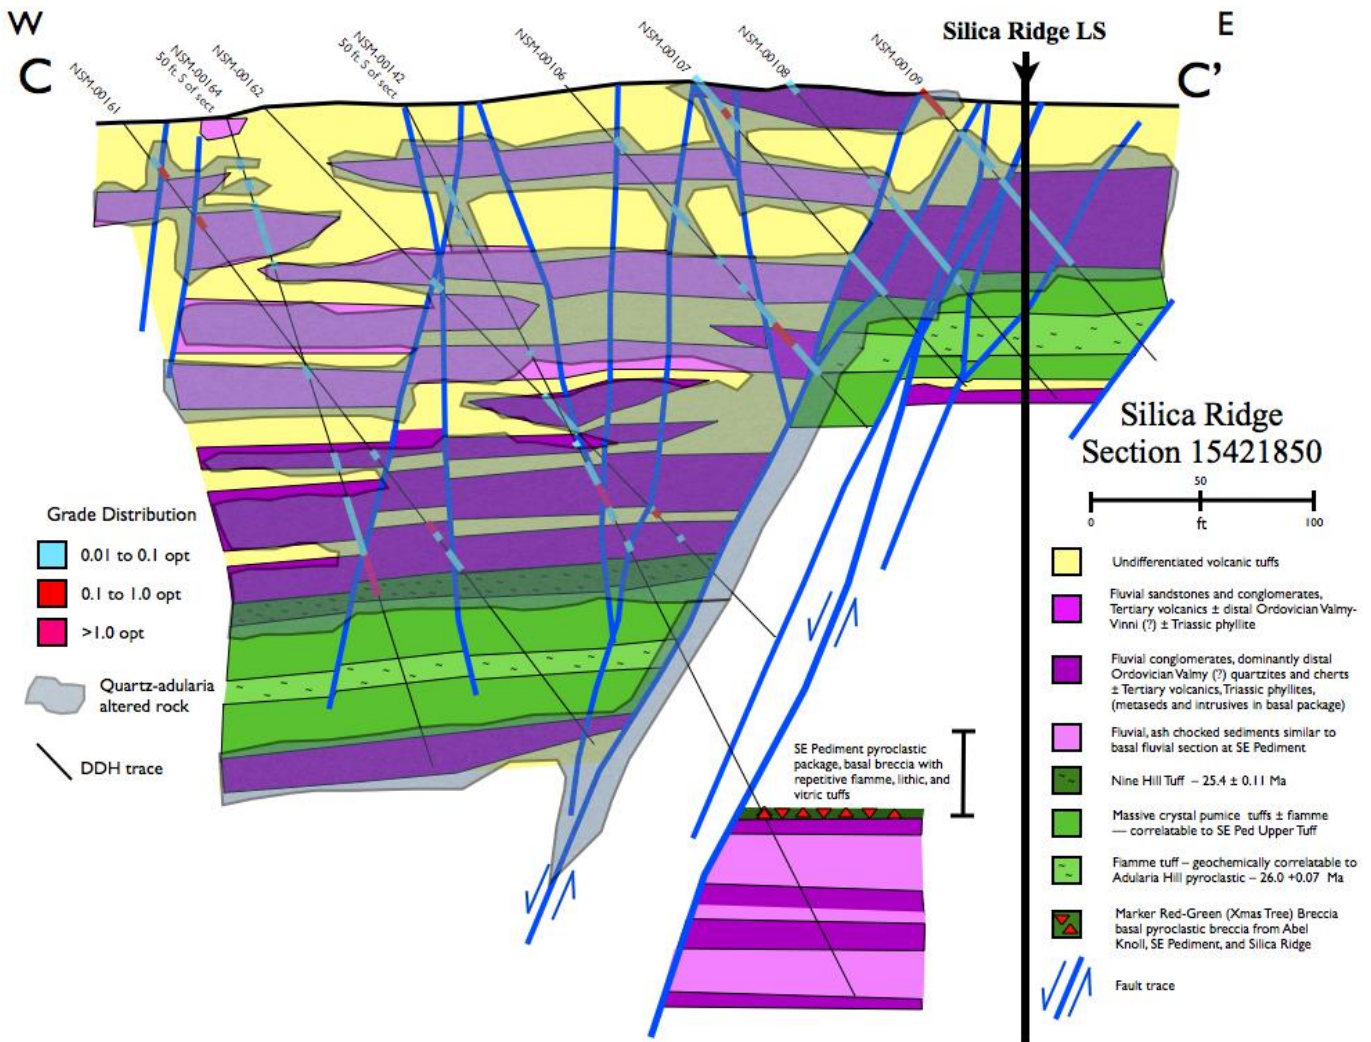 W
E
C
C'
Silica Ridge LS
NSM-00161
NSM-00164
50 ft. S of sect
NSM-00162
NSM-00142
50 ft. S of sect
NSM-00106
NSM-00107
NSM-00108
NSM-00109
Silica Ridge
Section 15421850
50
0
ft
100
Grade Distribution
0.01 to 0.1 opt
0.1 to 1.0 opt
>1.0 opt
Quartz-adularia
altered rock
DDH trace
SE Pediment pyroclastic
package, basal breccia with
repetitive fiamme, lithic, and
vitric tuffs
Undifferentiated volcanic tuffs
Fluvial sandstones and conglomerates,
Tertiary volcanics ± distal Ordovician Valmy-
Vinni (?) ± Triassic phyllite
Fluvial conglomerates, dominantly distal
Ordovician Valmy (?) quartzites and cherts
± Tertiary volcanics, Triassic phyllites,
(metaseds and intrusives in basal package)
Fluvial, ash chocked sediments similar to
basal fluvial section at SE Pediment
Nine Hill Tuff – 25.4 ± 0.11 Ma
Massive crystal pumice tuffs ± fiamme
— correlatable to SE Ped Upper Tuff
Fiamme tuff – geochemically correlatable to
Adularia Hill pyroclastic – 26.0 +0.07 Ma
Marker Red-Green (Xmas Tree) Breccia
basal pyroclastic breccia from Abel
Knoll, SE Pediment, and Silica Ridge
Fault trace